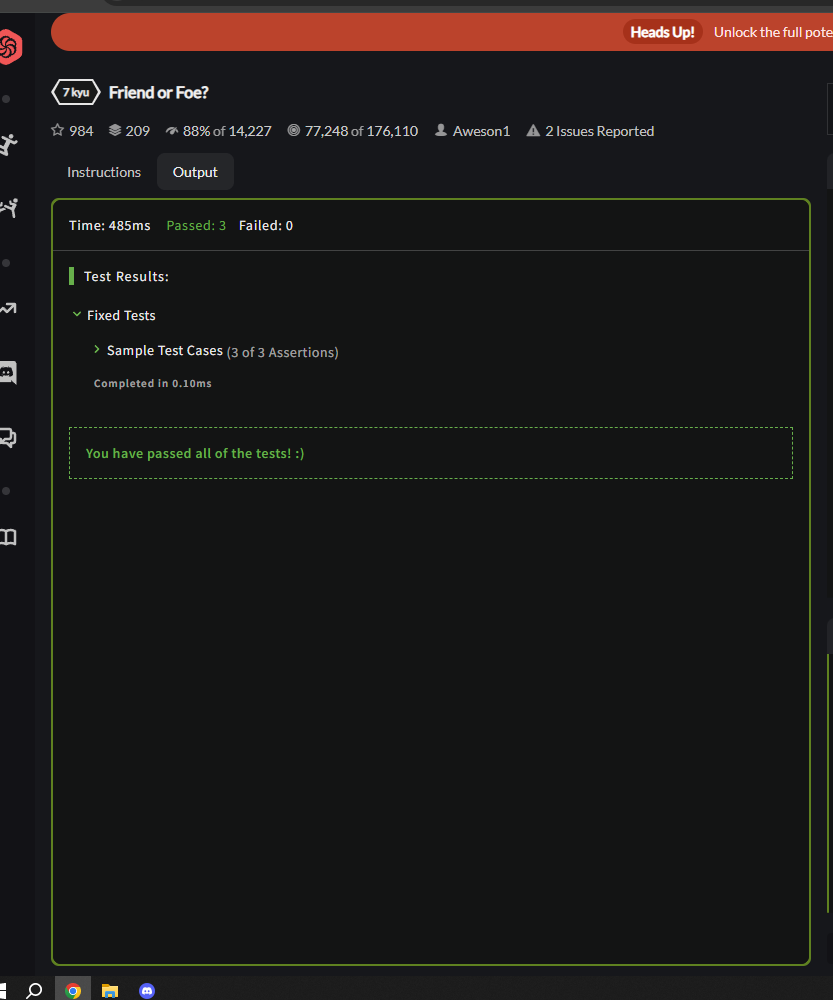 Heads Up! Unlock the full pote
7 kyu Friend or Foe?
984 209 88% of 14,227 77,248 of 176,110 Aweson1 2 Issues Reported
Instructions Output
Time: 485ms Passed: 3 Failed: 0
Test Results:
Fixed Tests
Sample Test Cases (3 of 3 Assertions)
Completed in 0.10ms
You have passed all of the tests! :)